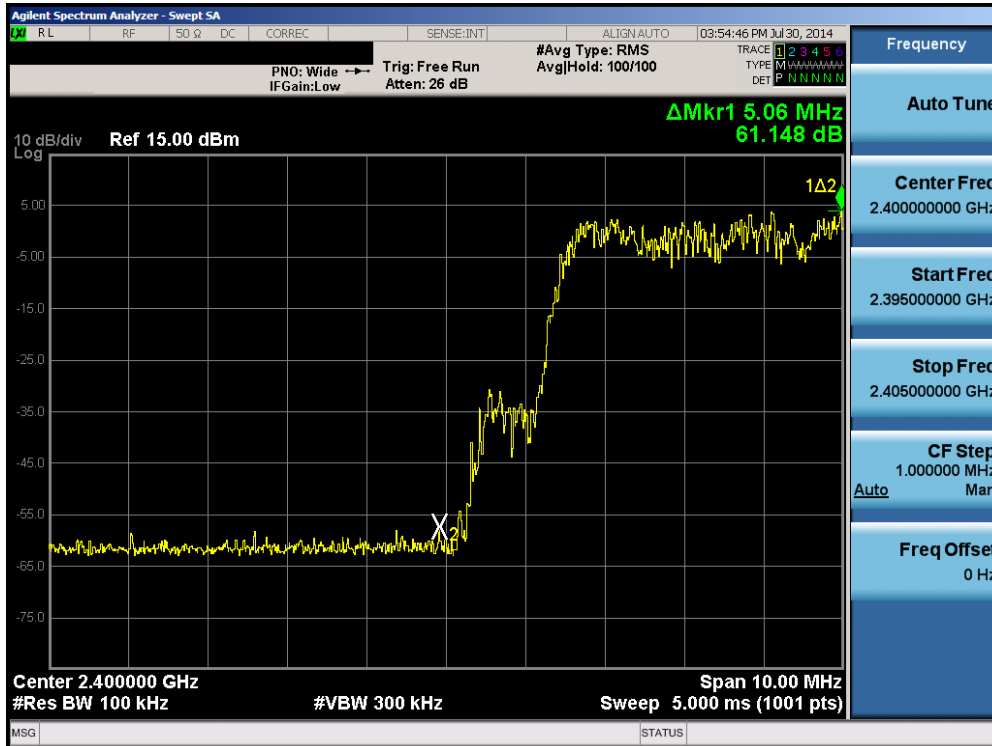 Agilent Spectrum Analyzer - Swept SA
LXI RL RF 50 Ω DC CORREC SENSE:INT ALIGN AUTO 03:54:46 PM Jul 30, 2014
#Avg Type: RMS TRACE 1 2 3 4 5 6
PNO: Wide Trig: Free Run Avg|Hold: 100/100 TYPE M
IFGain:Low Atten: 26 dB DET P N N N N N
ΔMkr1 5.06 MHz
61.148 dB
10 dB/div Ref 15.00 dBm
Log
1Δ2
5.00
-5.00
-15.0
-25.0
-35.0
-45.0
-55.0
X2
-65.0
-75.0
Center 2.400000 GHz Span 10.00 MHz
#Res BW 100 kHz #VBW 300 kHz Sweep 5.000 ms (1001 pts)
MSG STATUS
Frequency
Auto Tune
Center Freq
2.400000000 GHz
Start Freq
2.395000000 GHz
Stop Freq
2.405000000 GHz
CF Step
1.000000 MHz
Auto Man
Freq Offset
0 Hz